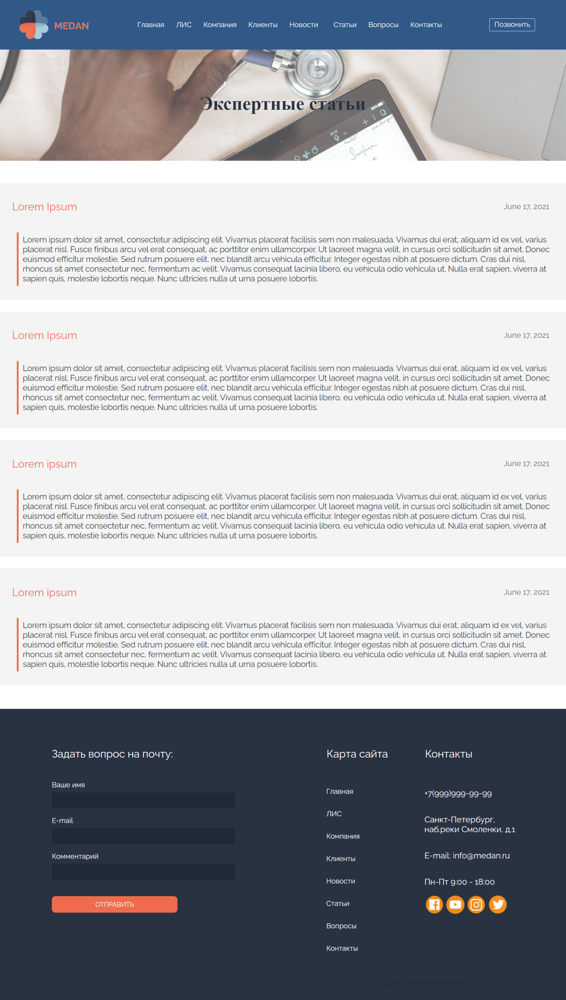 MEDAN
Главная ЛИС Компания Клиенты Новости Статьи Вопросы Контакты
Позвонить
83%
25:10
Surface
Экспертные статьи
Lorem Ipsum
June 17, 2021
Lorem ipsum dolor sit amet, consectetur adipiscing elit. Vivamus placerat facilisis sem non malesuada. Vivamus dui erat, aliquam id ex vel, varius
placerat nisl. Fusce finibus arcu vel erat consequat, ac porttitor enim ullamcorper. Ut laoreet magna velit, in cursus orci sollicitudin sit amet. Donec
euismod efficitur molestie. Sed rutrum posuere elit, nec blandit arcu vehicula efficitur. Integer egestas nibh at posuere dictum. Cras dui nisl,
rhoncus sit amet consectetur nec, fermentum ac velit. Vivamus consequat lacinia libero, eu vehicula odio vehicula ut. Nulla erat sapien, viverra at
sapien quis, molestie lobortis neque. Nunc ultricies nulla ut urna posuere lobortis.
Lorem Ipsum
June 17, 2021
Lorem ipsum dolor sit amet, consectetur adipiscing elit. Vivamus placerat facilisis sem non malesuada. Vivamus dui erat, aliquam id ex vel, varius
placerat nisl. Fusce finibus arcu vel erat consequat, ac porttitor enim ullamcorper. Ut laoreet magna velit, in cursus orci sollicitudin sit amet. Donec
euismod efficitur molestie. Sed rutrum posuere elit, nec blandit arcu vehicula efficitur. Integer egestas nibh at posuere dictum. Cras dui nisl,
rhoncus sit amet consectetur nec, fermentum ac velit. Vivamus consequat lacinia libero, eu vehicula odio vehicula ut. Nulla erat sapien, viverra at
sapien quis, molestie lobortis neque. Nunc ultricies nulla ut urna posuere lobortis.
Lorem ipsum
June 17, 2021
Lorem ipsum dolor sit amet, consectetur adipiscing elit. Vivamus placerat facilisis sem non malesuada. Vivamus dui erat, aliquam id ex vel, varius
placerat nisl. Fusce finibus arcu vel erat consequat, ac porttitor enim ullamcorper. Ut laoreet magna velit, in cursus orci sollicitudin sit amet. Donec
euismod efficitur molestie. Sed rutrum posuere elit, nec blandit arcu vehicula efficitur. Integer egestas nibh at posuere dictum. Cras dui nisl,
rhoncus sit amet consectetur nec, fermentum ac velit. Vivamus consequat lacinia libero, eu vehicula odio vehicula ut. Nulla erat sapien, viverra at
sapien quis, molestie lobortis neque. Nunc ultricies nulla ut urna posuere lobortis.
Lorem ipsum
June 17, 2021
Lorem ipsum dolor sit amet, consectetur adipiscing elit. Vivamus placerat facilisis sem non malesuada. Vivamus dui erat, aliquam id ex vel, varius
placerat nisl. Fusce finibus arcu vel erat consequat, ac porttitor enim ullamcorper. Ut laoreet magna velit, in cursus orci sollicitudin sit amet. Donec
euismod efficitur molestie. Sed rutrum posuere elit, nec blandit arcu vehicula efficitur. Integer egestas nibh at posuere dictum. Cras dui nisl,
rhoncus sit amet consectetur nec, fermentum ac velit. Vivamus consequat lacinia libero, eu vehicula odio vehicula ut. Nulla erat sapien, viverra at
sapien quis, molestie lobortis neque. Nunc ultricies nulla ut urna posuere lobortis.
Задать вопрос на почту:
Ваше имя
E-mail
Комментарий
ОТПРАВИТЬ
Карта сайта
Главная
ЛИС
Компания
Клиенты
Новости
Статьи
Вопросы
Контакты
Контакты
+7(999)999-99-99
Санкт-Петербург,
наб.реки Смоленки, д.1
E-mail: info@medan.ru
Пн-Пт 9:00 - 18:00
@2021 All rights reserved